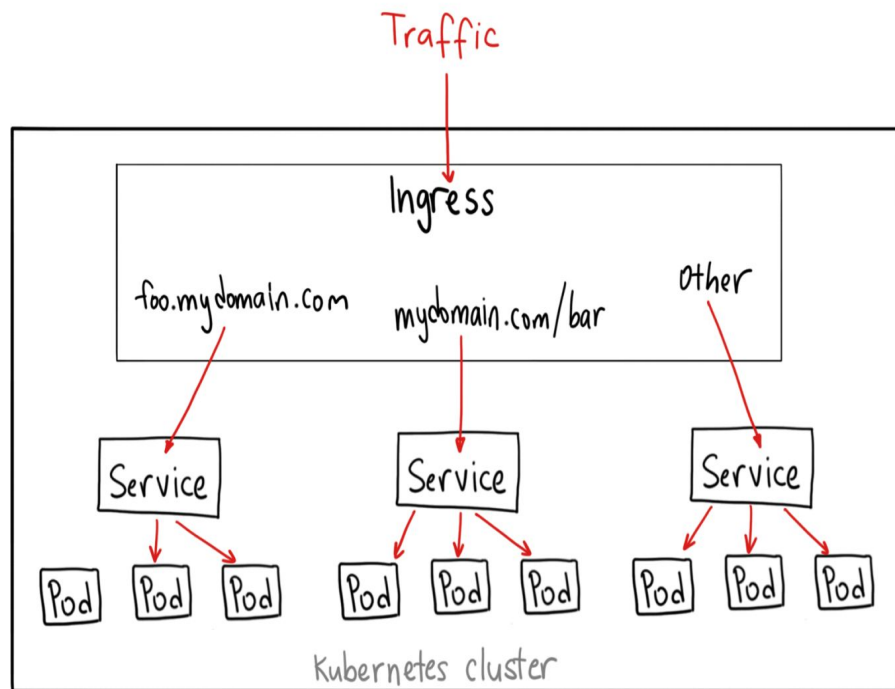 Traffic
Ingress
foo.mydomain.com
mydomain.com/bar
Other
Service
Service
Service
Pod
Pod
Pod
Pod
Pod
Pod
Pod
Pod
Pod
Kubernetes cluster